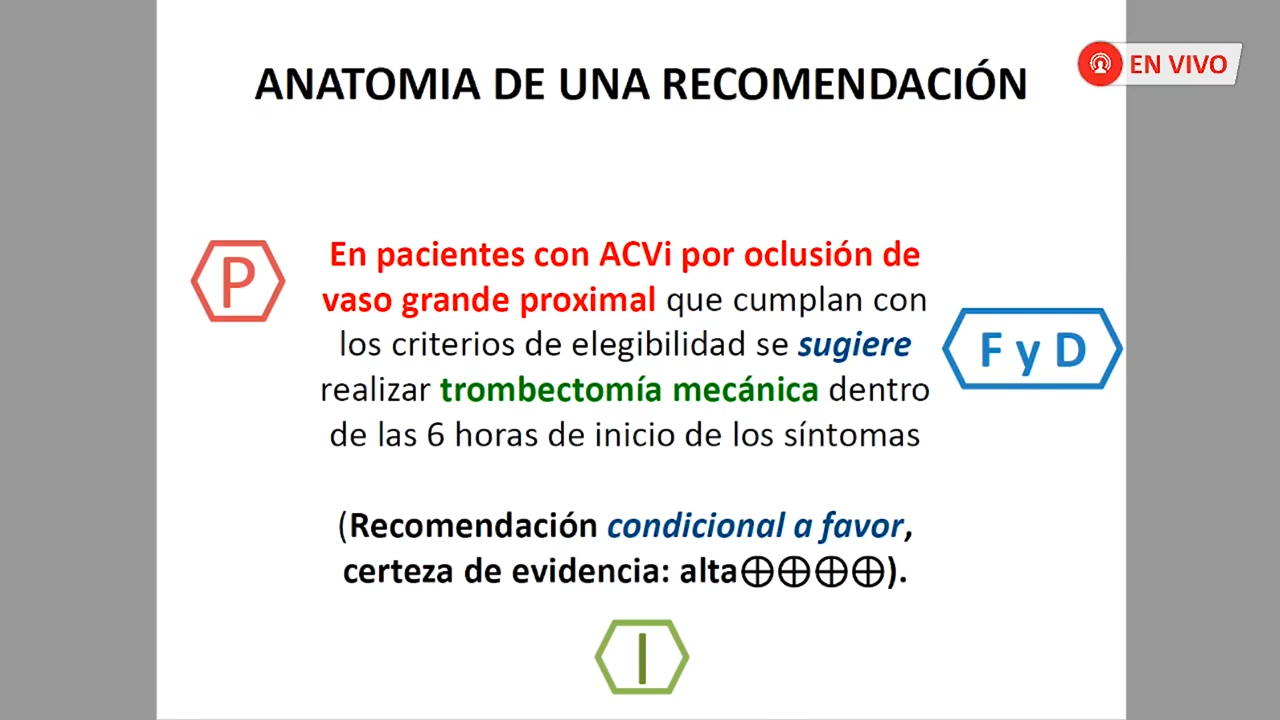 EN VIVO
ANATOMIA DE UNA RECOMENDACIÓN
P
En pacientes con ACVi por oclusión de
vaso grande proximal que cumplan con
los criterios de elegibilidad se sugiere
realizar trombectomía mecánica dentro
de las 6 horas de inicio de los síntomas
F y D
(Recomendación condicional a favor,
certeza de evidencia: alta⊕⊕⊕⊕).
I